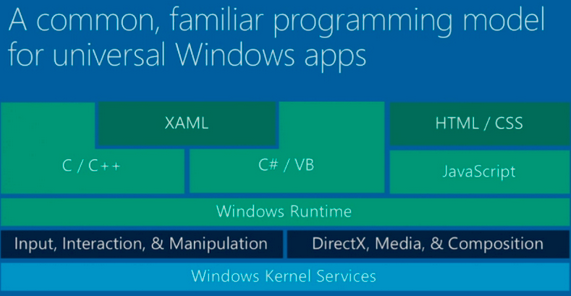 A common, familiar programming model
for universal Windows apps
XAML
HTML / CSS
C / C++
C# / VB
JavaScript
Windows Runtime
Input, Interaction, & Manipulation
DirectX, Media, & Composition
Windows Kernel Services